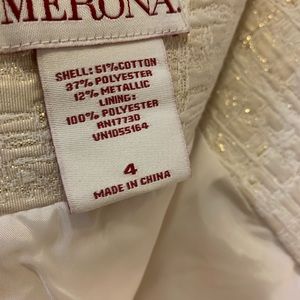 MERONA
SHELL: 51%COTTON
37% POLYESTER
12% METALLIC
LINING:
100% POLYESTER
RN17730
UN1055164
4
MADE IN CHINA